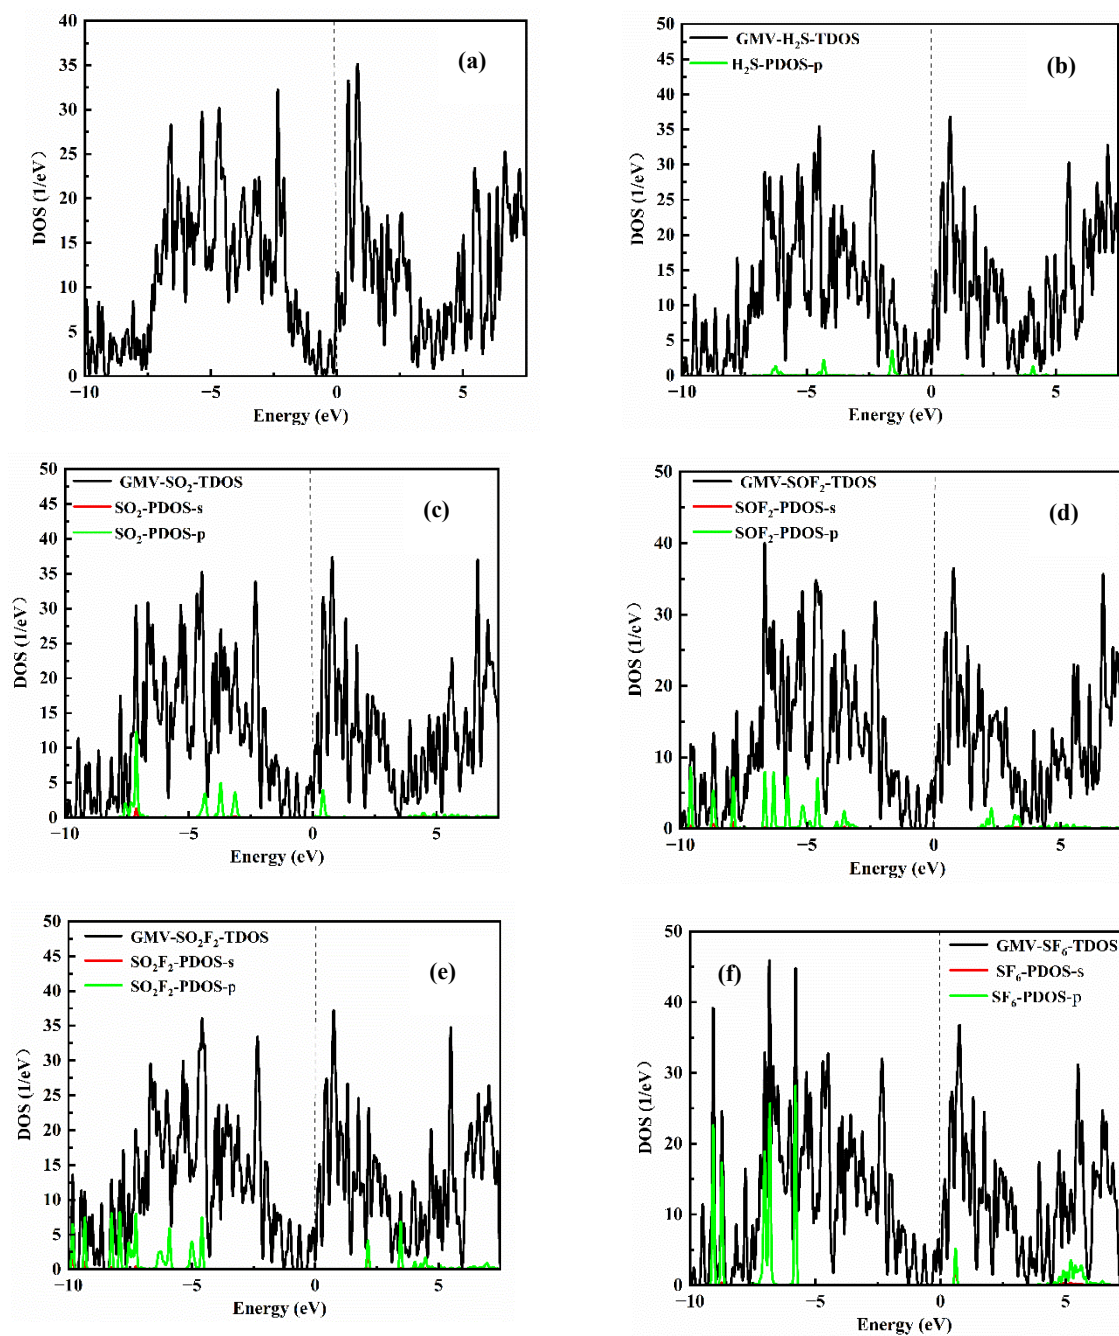 (a)
DOS (1/eV)
40
35
30
25
20
15
10
5
0
−10 −5 0 5
Energy (eV)
(b)
GMV-H₂S-TDOS
H₂S-PDOS-p
DOS (1/eV)
50
45
40
35
30
25
20
15
10
5
0
−10 −5 0 5
Energy (eV)
(c)
GMV-SO₂-TDOS
SO₂-PDOS-s
SO₂-PDOS-p
DOS (1/eV)
50
45
40
35
30
25
20
15
10
5
0
−10 −5 0 5
Energy (eV)
(d)
GMV-SOF₂-TDOS
SOF₂-PDOS-s
SOF₂-PDOS-p
DOS (1/eV)
50
40
30
20
10
0
−10 −5 0 5
Energy (eV)
(e)
GMV-SO₂F₂-TDOS
SO₂F₂-PDOS-s
SO₂F₂-PDOS-p
DOS (1/eV)
50
45
40
35
30
25
20
15
10
5
0
−10 −5 0 5
Energy (eV)
(f)
GMV-SF₆-TDOS
SF₆-PDOS-s
SF₆-PDOS-p
DOS (1/eV)
50
40
30
20
10
0
−10 −5 0 5
Energy (eV)